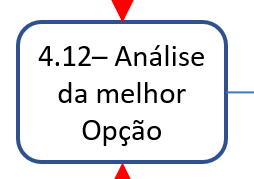 4.12– Análise
da melhor
Opção